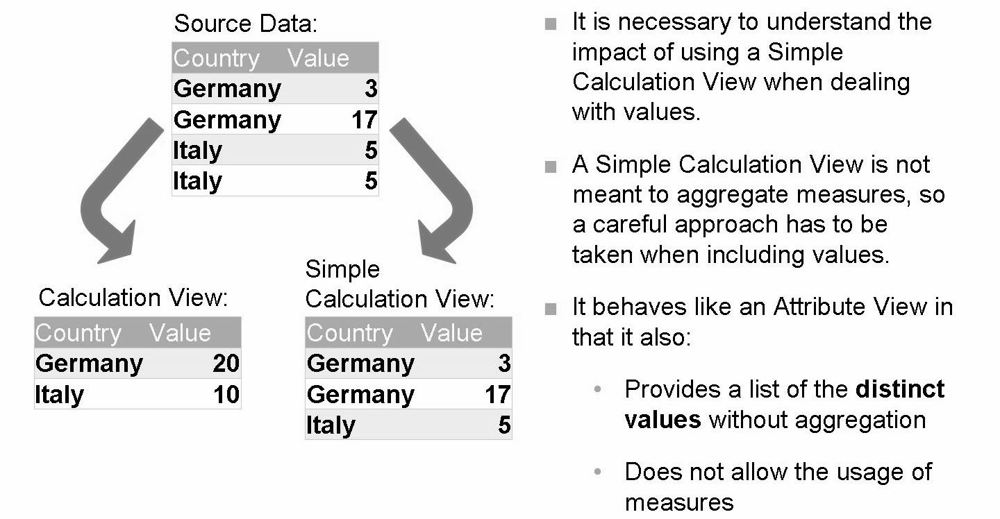 Source Data:
Country Value
Germany 3
Germany 17
Italy 5
Italy 5
Calculation View:
Country Value
Germany 20
Italy 10
Simple
Calculation View:
Country Value
Germany 3
Germany 17
Italy 5
It is necessary to understand the
impact of using a Simple
Calculation View when dealing
with values.
A Simple Calculation View is not
meant to aggregate measures, so
a careful approach has to be
taken when including values.
It behaves like an Attribute View in
that it also:
Provides a list of the distinct
values without aggregation
Does not allow the usage of
measures